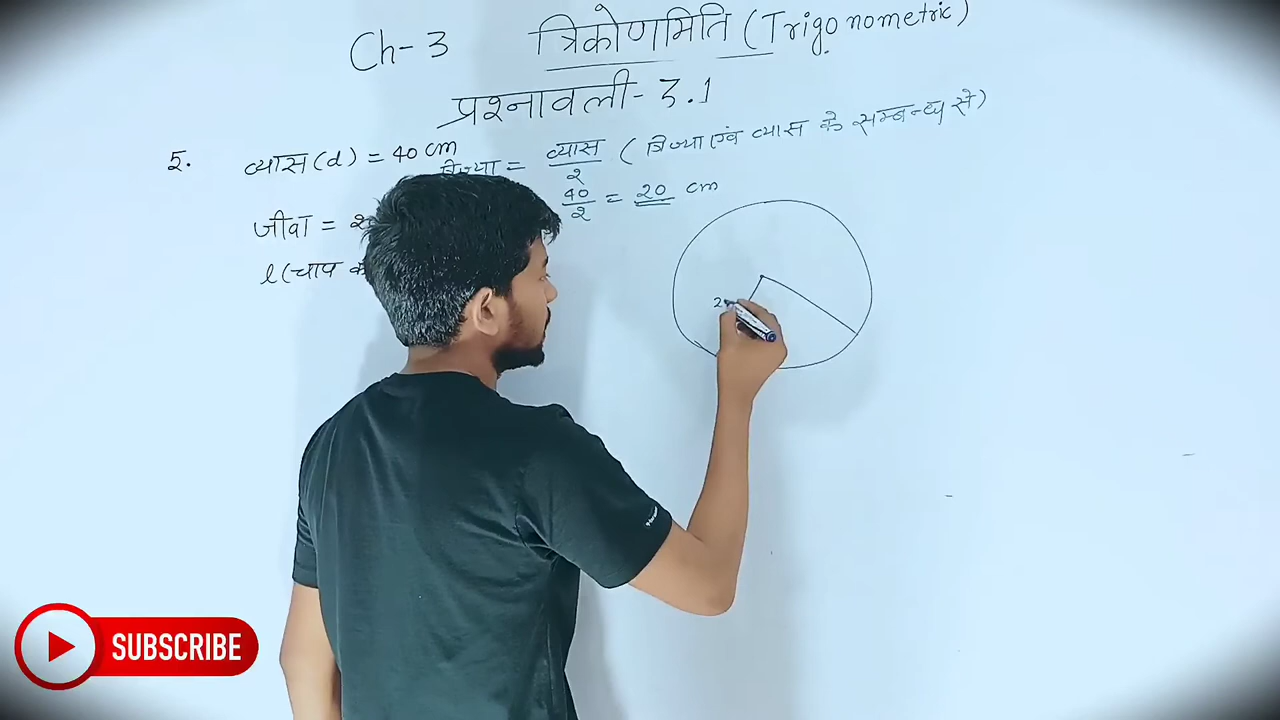 Ch-3 त्रिकोणमिति (Trigonometric)
प्रश्नावली-3.1
5. व्यास(d) = 40 cm
त्रिज्या = व्यास/2 (त्रिज्या एवं व्यास के सम्बन्ध से)
40/2 = 20 cm
जीवा =
l(चाप
2
SUBSCRIBE